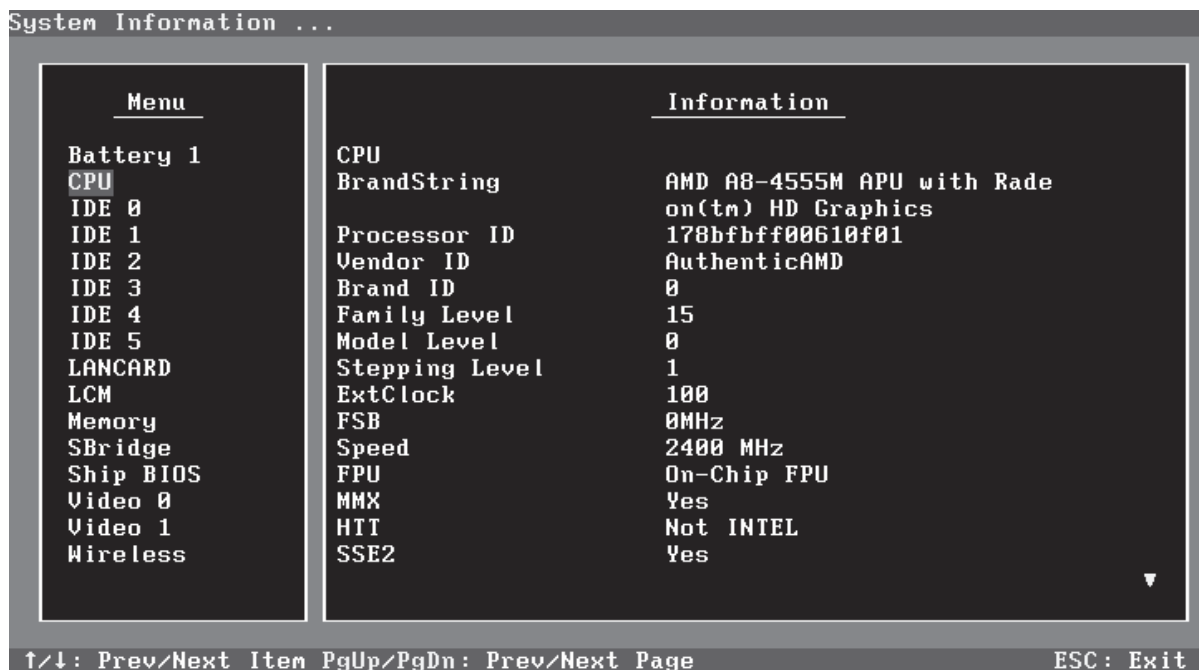 System Information ...
Menu
Battery 1
CPU
IDE 0
IDE 1
IDE 2
IDE 3
IDE 4
IDE 5
LANCARD
LCM
Memory
SBridge
Ship BIOS
Video 0
Video 1
Wireless
Information
CPU
BrandString AMD A8-4555M APU with Rade
on(tm) HD Graphics
Processor ID 178bfbff00610f01
Vendor ID AuthenticAMD
Brand ID 0
Family Level 15
Model Level 0
Stepping Level 1
ExtClock 100
FSB 0MHz
Speed 2400 MHz
FPU On-Chip FPU
MMX Yes
HTT Not INTEL
SSE2 Yes
▼
↑/↓: Prev/Next Item PgUp/PgDn: Prev/Next Page ESC: Exit